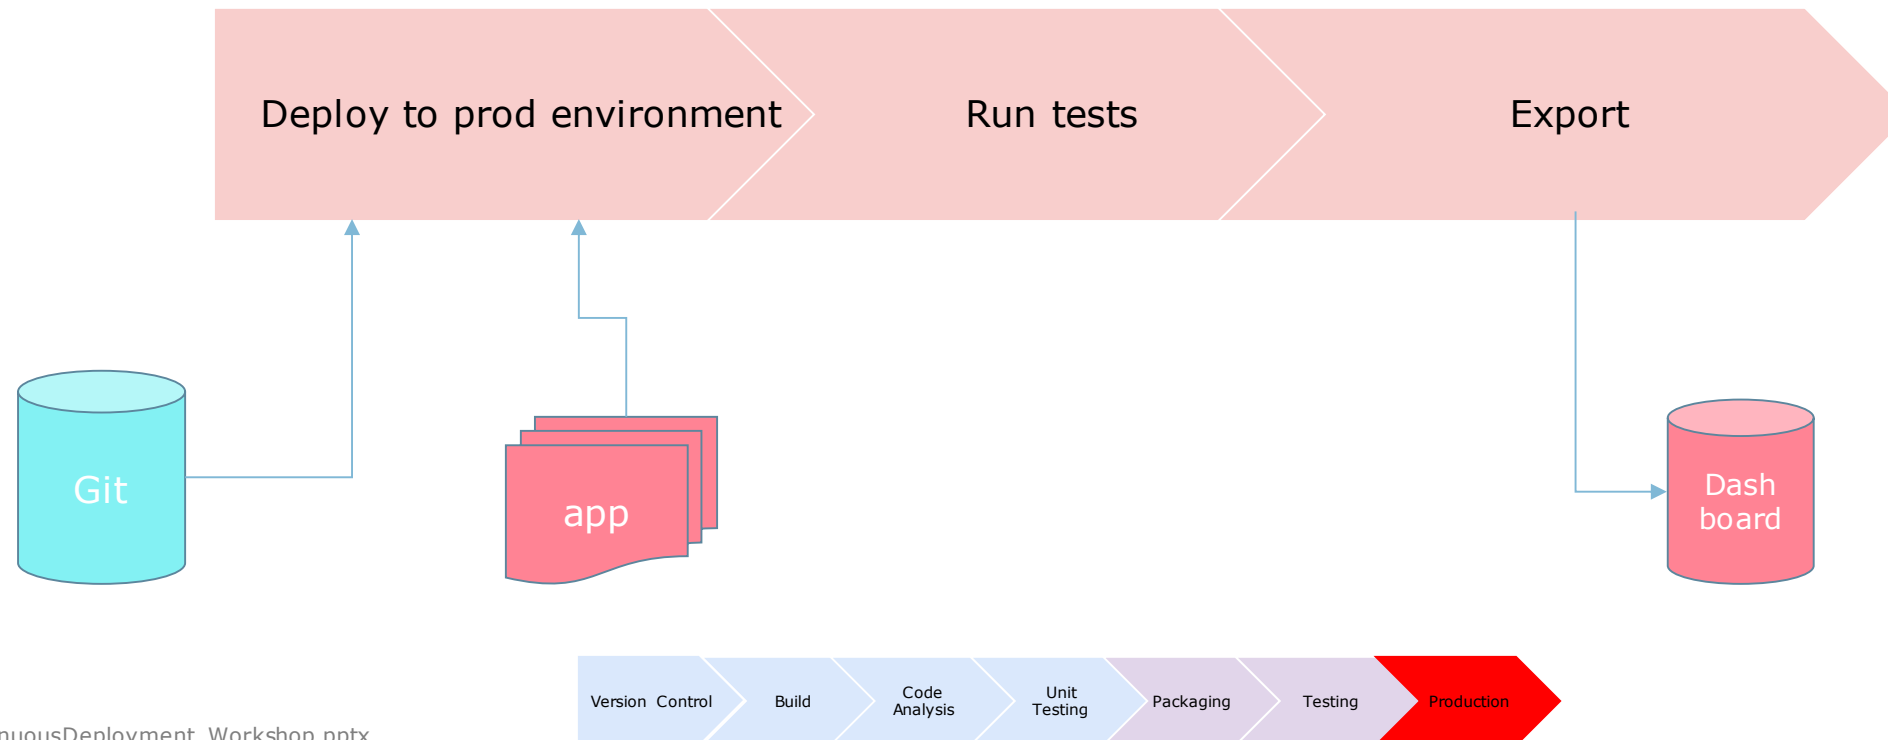 Deploy to prod environment
Run tests
Export
Git
app
Dash
board
Version Control
Build
Code
Analysis
Unit
Testing
Packaging
Testing
Production
nuousDeployment_Workshop.pptx